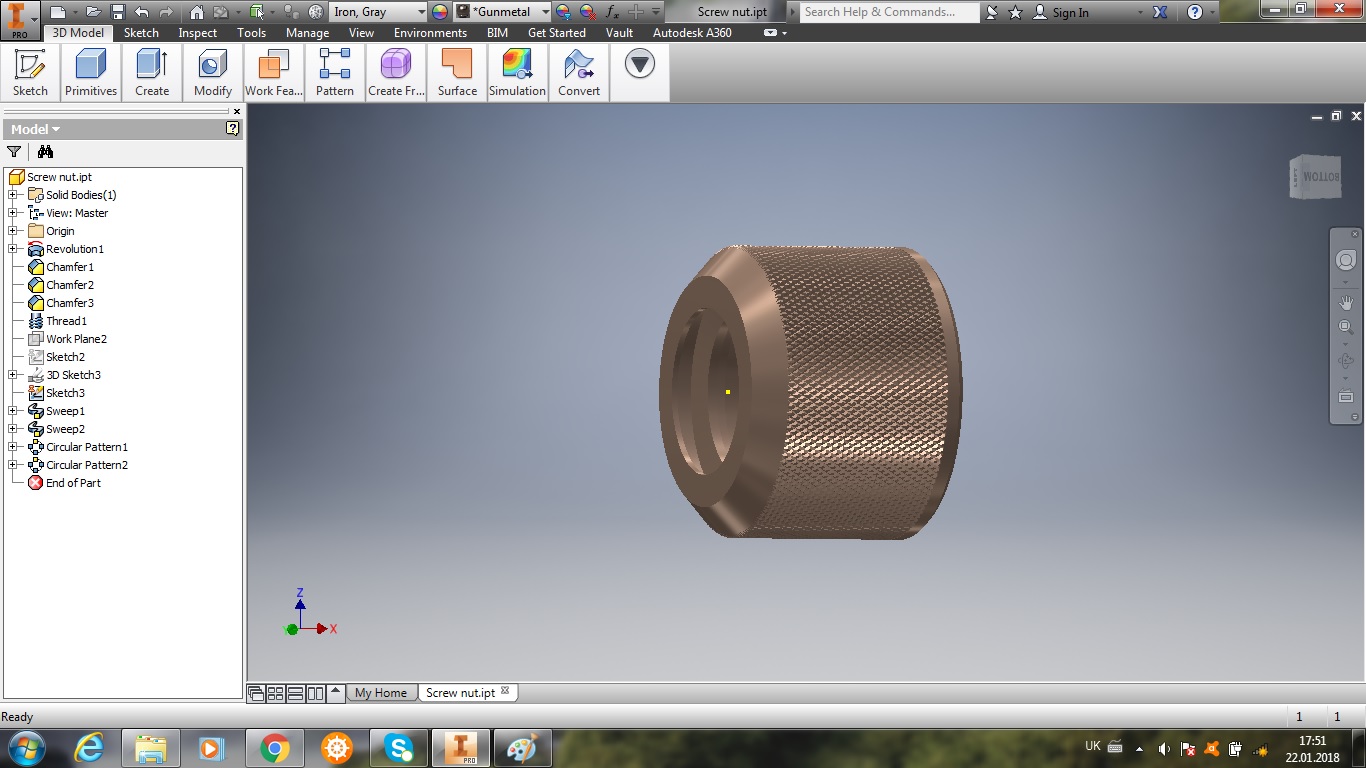 Iron, Gray
*Gunmetal
fx
Screw nut.ipt
Search Help & Commands...
Sign In
PRO
3D Model
Sketch
Inspect
Tools
Manage
View
Environments
BIM
Get Started
Vault
Autodesk A360
Sketch
Primitives
Create
Modify
Work Fea...
Pattern
Create Fr...
Surface
Simulation
Convert
Model
Screw nut.ipt
Solid Bodies(1)
View: Master
Origin
Revolution1
Chamfer1
Chamfer2
Chamfer3
Thread1
Work Plane2
Sketch2
3D Sketch3
Sketch3
Sweep1
Sweep2
Circular Pattern1
Circular Pattern2
End of Part
LEFT
BOTTOM
Z
X
My Home
Screw nut.ipt
Ready
1
1
PRO
UK
17:51
22.01.2018